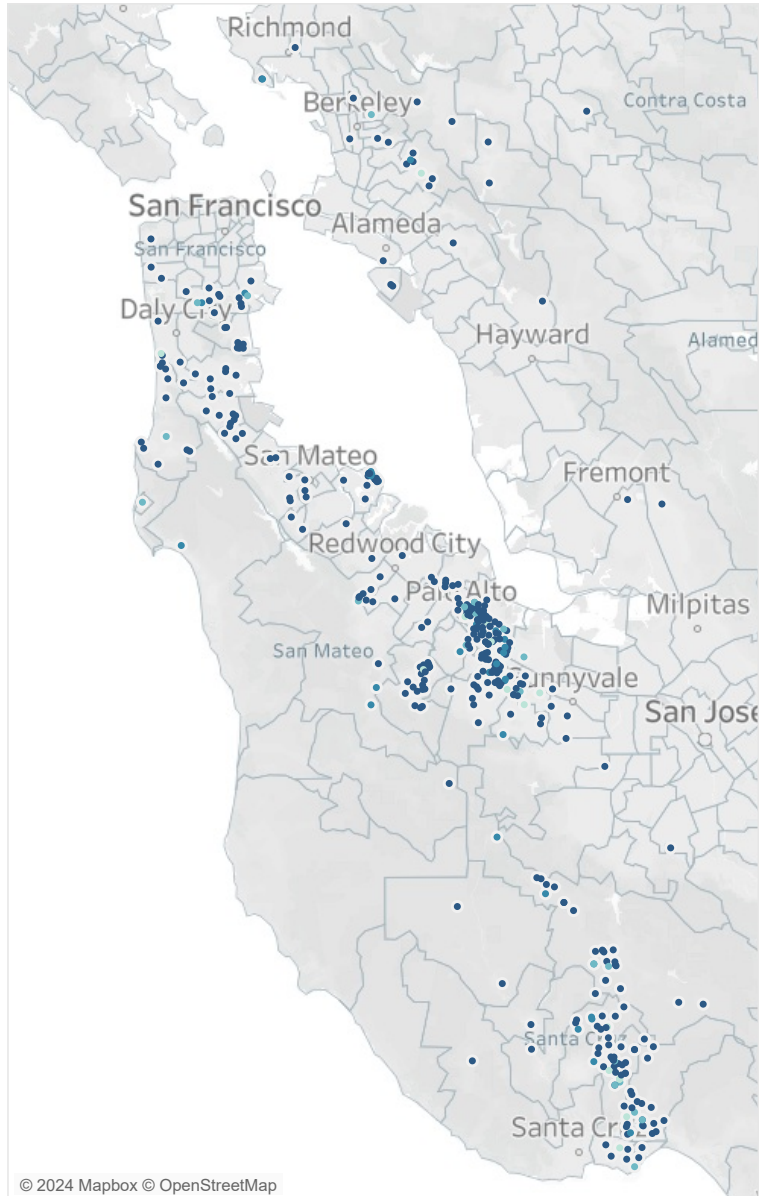 Richmond
Berkeley
Contra Costa
San Francisco
Alameda
San Francisco
Daly City
Hayward
Alamed
San Mateo
Fremont
Redwood City
Palo Alto
Milpitas
San Mateo
Sunnyvale
San Jose
Santa Cruz
Santa Cruz
© 2024 Mapbox © OpenStreetMap